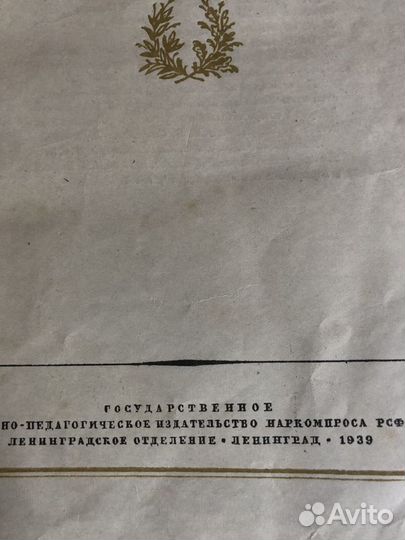 ГОСУДАРСТВЕННОЕ
НО-ПЕДАГОГИЧЕСКОЕ ИЗДАТЕЛЬСТВО НАРКОМПРОСА РСФ
ЛЕНИНГРАДСКОЕ ОТДЕЛЕНИЕ • ЛЕНИНГРАД • 1939
Avito